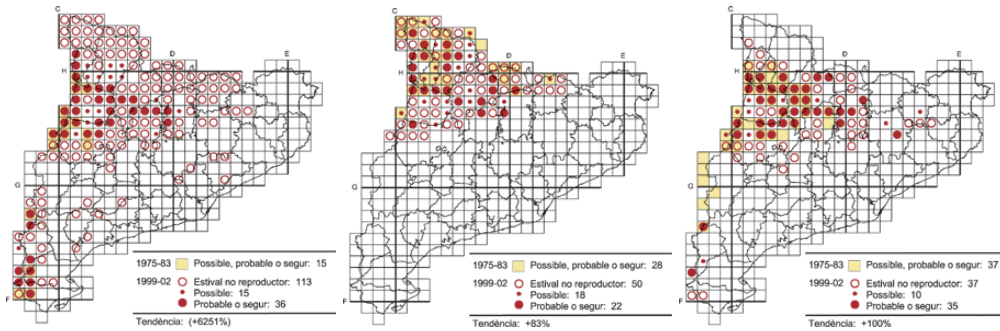 C
D
E
H
G
F
1975-83 Possible, probable o segur: 15
1999-02 Estival no reproductor: 113
Possible: 15
Probable o segur: 36
Tendència: (+6251%)
C
D
E
H
G
F
1975-83 Possible, probable o segur: 28
1999-02 Estival no reproductor: 50
Possible: 18
Probable o segur: 22
Tendència: +83%
C
D
E
H
G
F
1975-83 Possible, probable o segur: 37
1999-02 Estival no reproductor: 37
Possible: 10
Probable o segur: 35
Tendència: +100%